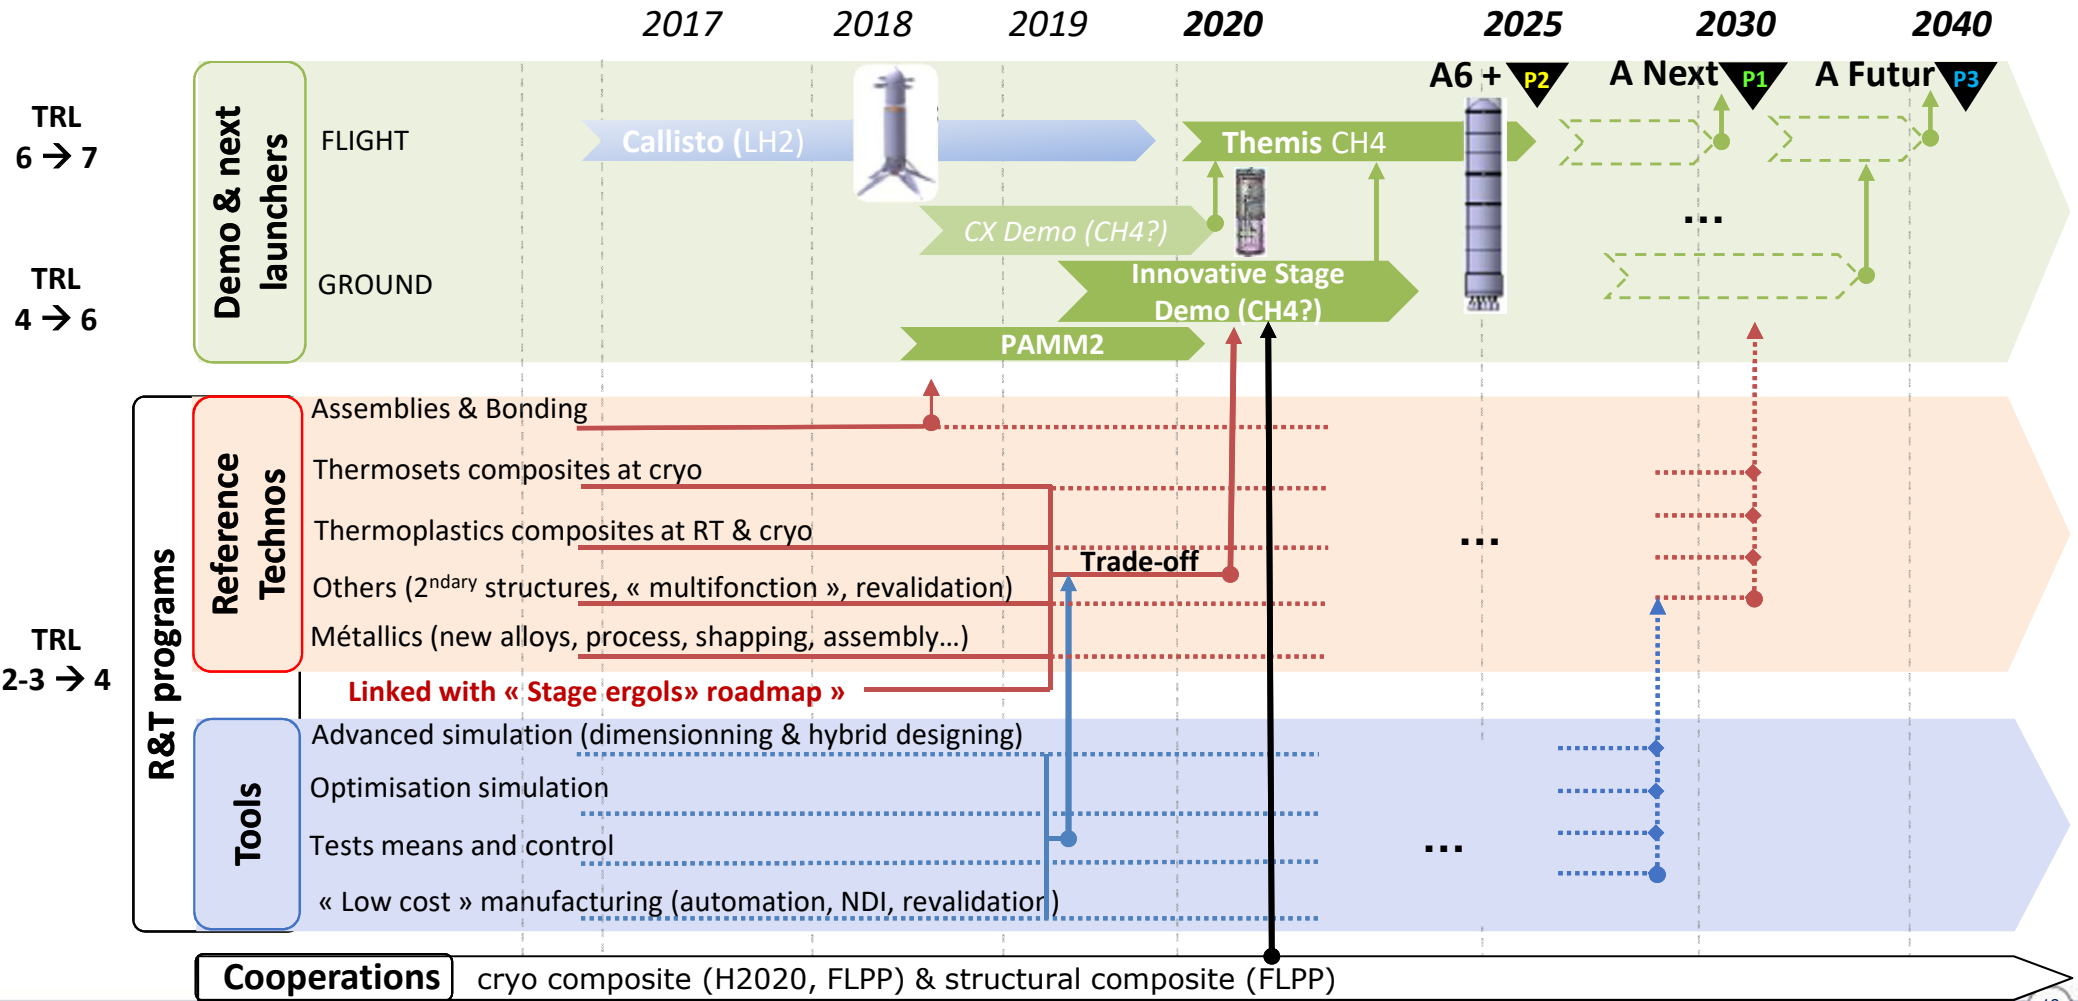 2017 2018 2019 2020 2025 2030 2040
A6 + P2 A Next P1 A Futur P3
TRL
6 → 7
Demo & next
launchers
FLIGHT
Callisto (LH2)
Themis CH4
CX Demo (CH4?)
...
TRL
4 → 6
GROUND
Innovative Stage
Demo (CH4?)
PAMM2
R&T programs
TRL
2-3 → 4
Reference
Technos
Assemblies & Bonding
Thermosets composites at cryo
Thermoplastics composites at RT & cryo
...
Trade-off
Others (2ndary structures, « multifonction », revalidation)
Métallics (new alloys, process, shapping, assembly...)
Linked with « Stage ergols» roadmap »
Tools
Advanced simulation (dimensionning & hybrid designing)
Optimisation simulation
Tests means and control
...
« Low cost » manufacturing (automation, NDI, revalidation)
Cooperations cryo composite (H2020, FLPP) & structural composite (FLPP)